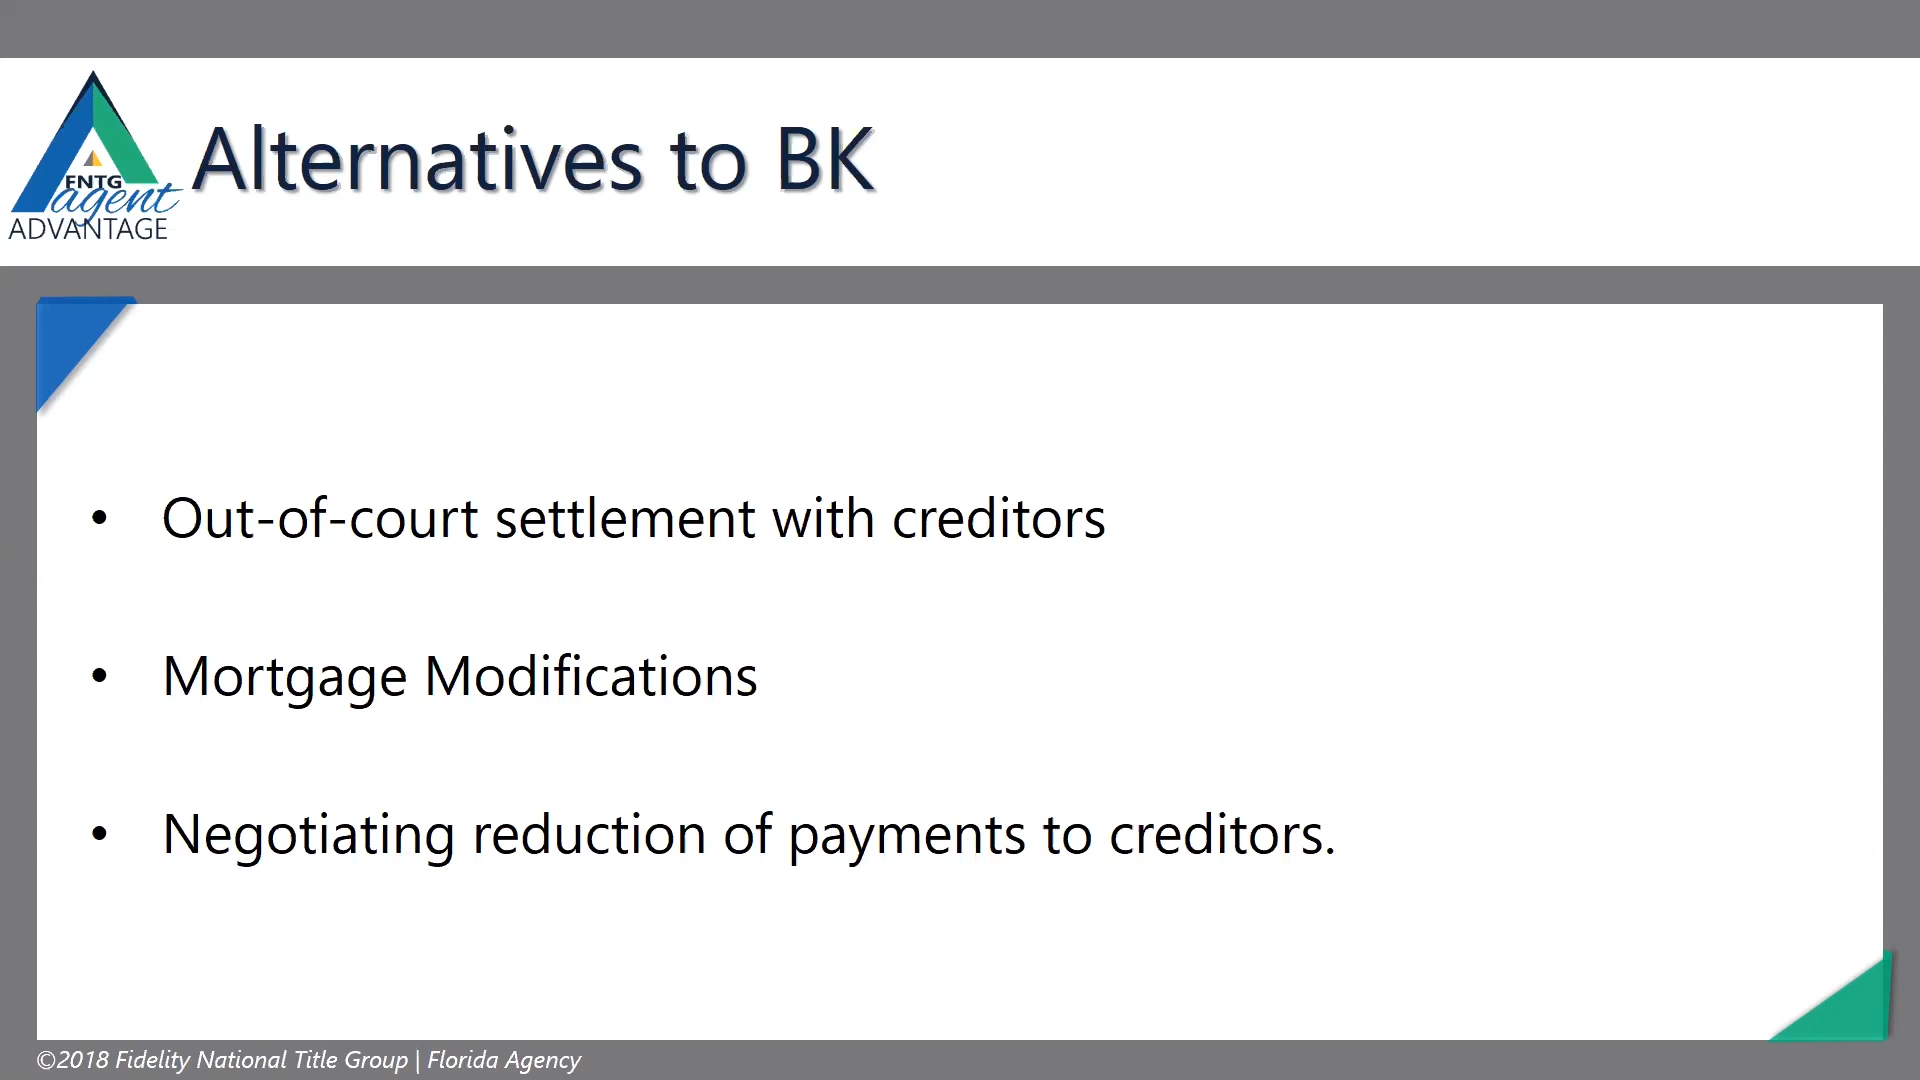 FNTG
agent
ADVANTAGE
Alternatives to BK
• Out-of-court settlement with creditors
• Mortgage Modifications
• Negotiating reduction of payments to creditors.
©2018 Fidelity National Title Group | Florida Agency